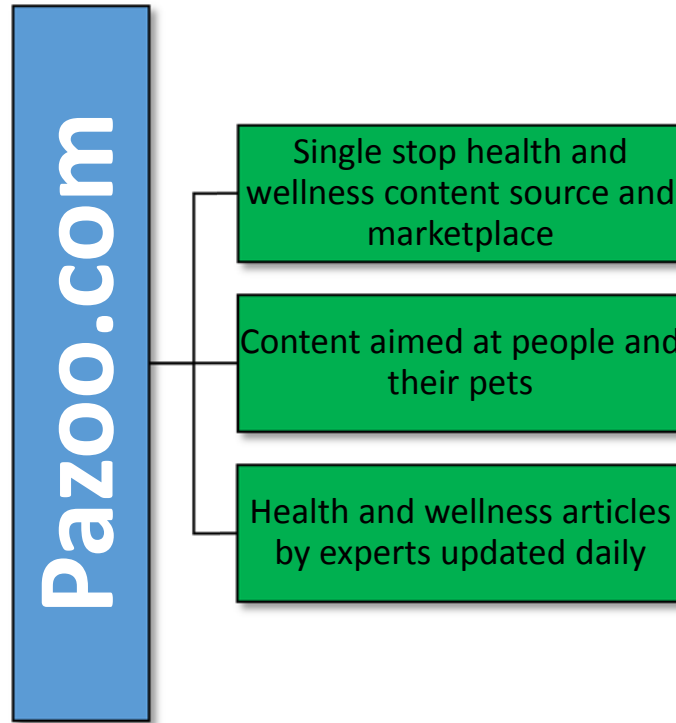 Pazoo.com
Single stop health and
wellness content source and
marketplace
Content aimed at people and
their pets
Health and wellness articles
by experts updated daily